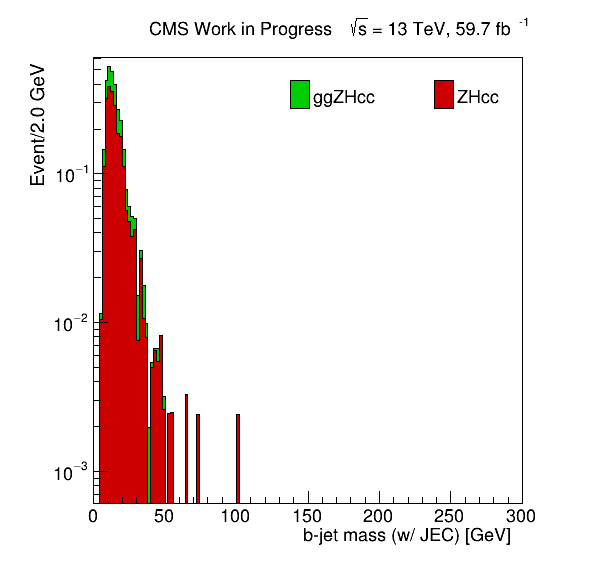 CMS Work in Progress √s = 13 TeV, 59.7 fb⁻¹
Event/2.0 GeV
ggZHcc ZHcc
10⁻¹
10⁻²
10⁻³
0 50 100 150 200 250 300
b-jet mass (w/ JEC) [GeV]